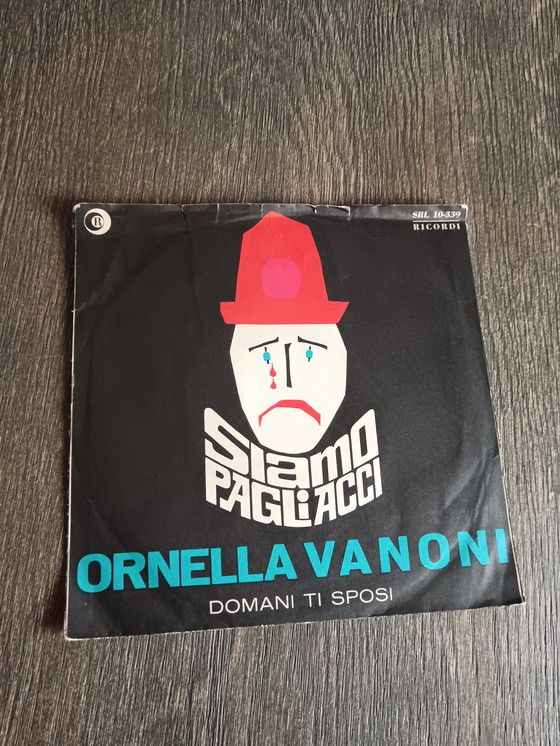 R
SRL 10-339
RICORDI
Siamo
PAGLiACCI
ORNELLA VANONI
DOMANI TI SPOSI